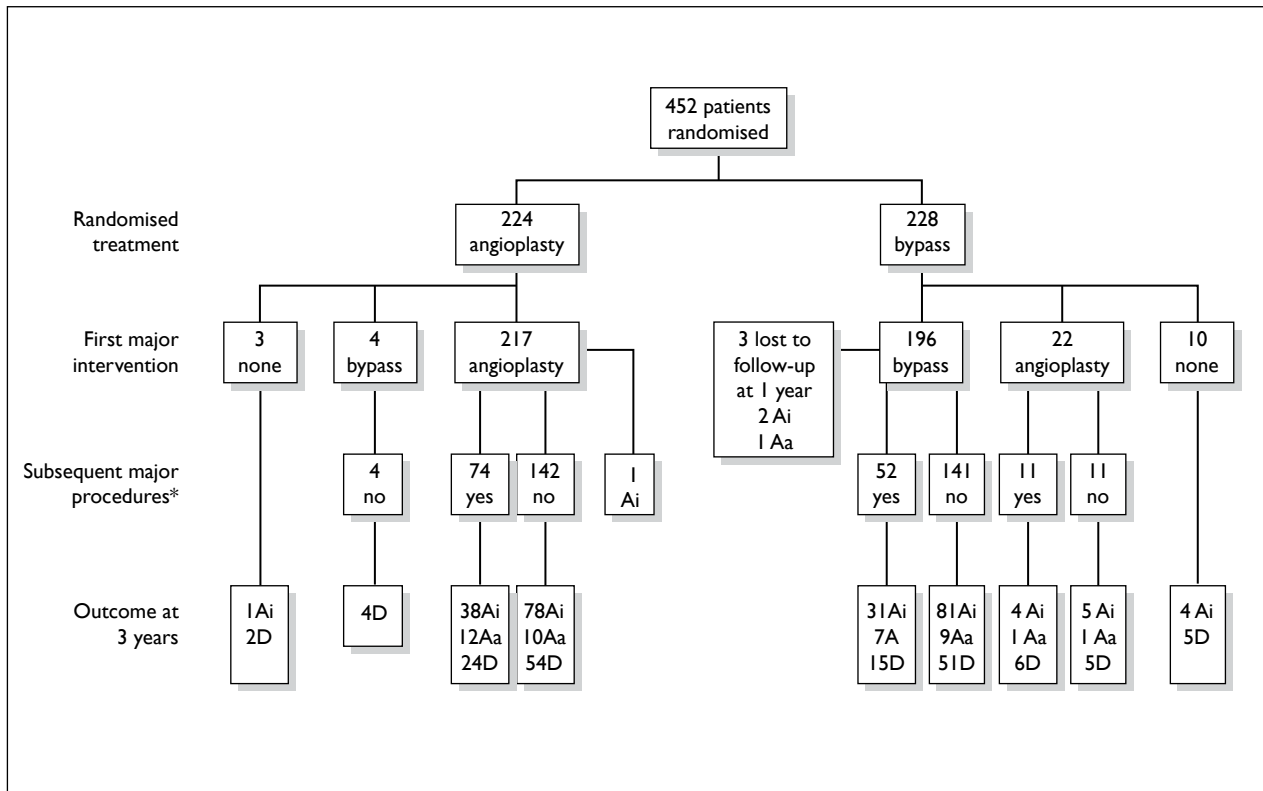 452 patients
randomised
Randomised
treatment
224
angioplasty
228
bypass
First major
intervention
3
none
4
bypass
217
angioplasty
3 lost to
follow-up
at 1 year
2 Ai
1 Aa
196
bypass
22
angioplasty
10
none
Subsequent major
procedures*
4
no
74
yes
142
no
1
Ai
52
yes
141
no
11
yes
11
no
Outcome at
3 years
1Ai
2D
4D
38Ai
12Aa
24D
78Ai
10Aa
54D
31Ai
7A
15D
81Ai
9Aa
51D
4 Ai
1 Aa
6D
5 Ai
1 Aa
5D
4 Ai
5D